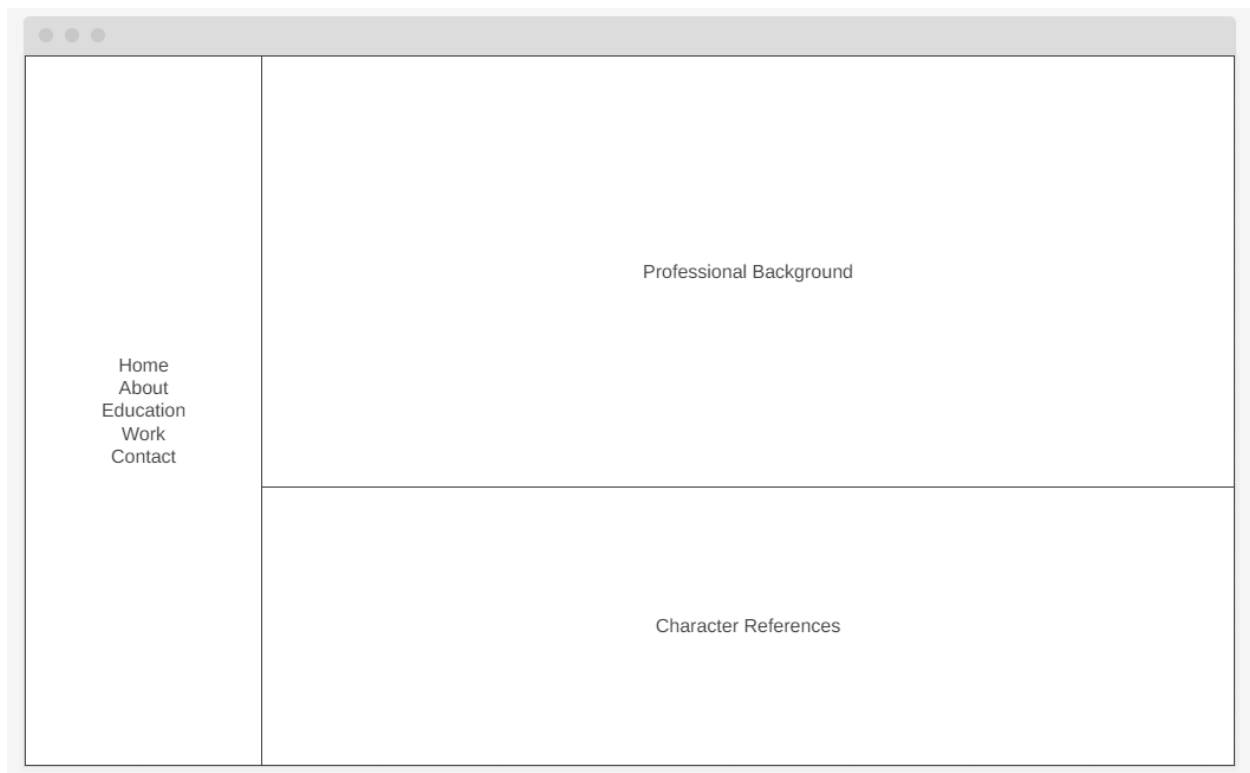 Home
About
Education
Work
Contact
Professional Background
Character References